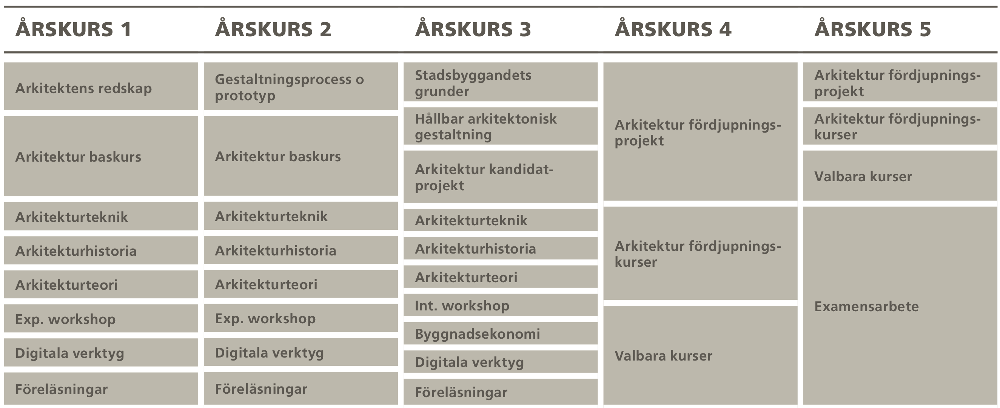 ÅRSKURS 1
ÅRSKURS 2
ÅRSKURS 3
ÅRSKURS 4
ÅRSKURS 5
Arkitektens redskap
Arkitektur baskurs
Arkitekturteknik
Arkitekturhistoria
Arkitekturteori
Exp. workshop
Digitala verktyg
Föreläsningar
Gestaltningsprocess o
prototyp
Arkitektur baskurs
Arkitekturteknik
Arkitekturhistoria
Arkitekturteori
Exp. workshop
Digitala verktyg
Föreläsningar
Stadsbyggandets
grunder
Hållbar arkitektonisk
gestaltning
Arkitektur kandidat-
projekt
Arkitekturteknik
Arkitekturhistoria
Arkitekturteori
Int. workshop
Byggnadsekonomi
Digitala verktyg
Föreläsningar
Arkitektur fördjupnings-
projekt
Arkitektur fördjupnings-
kurser
Valbara kurser
Arkitektur fördjupnings-
projekt
Arkitektur fördjupnings-
kurser
Valbara kurser
Examensarbete